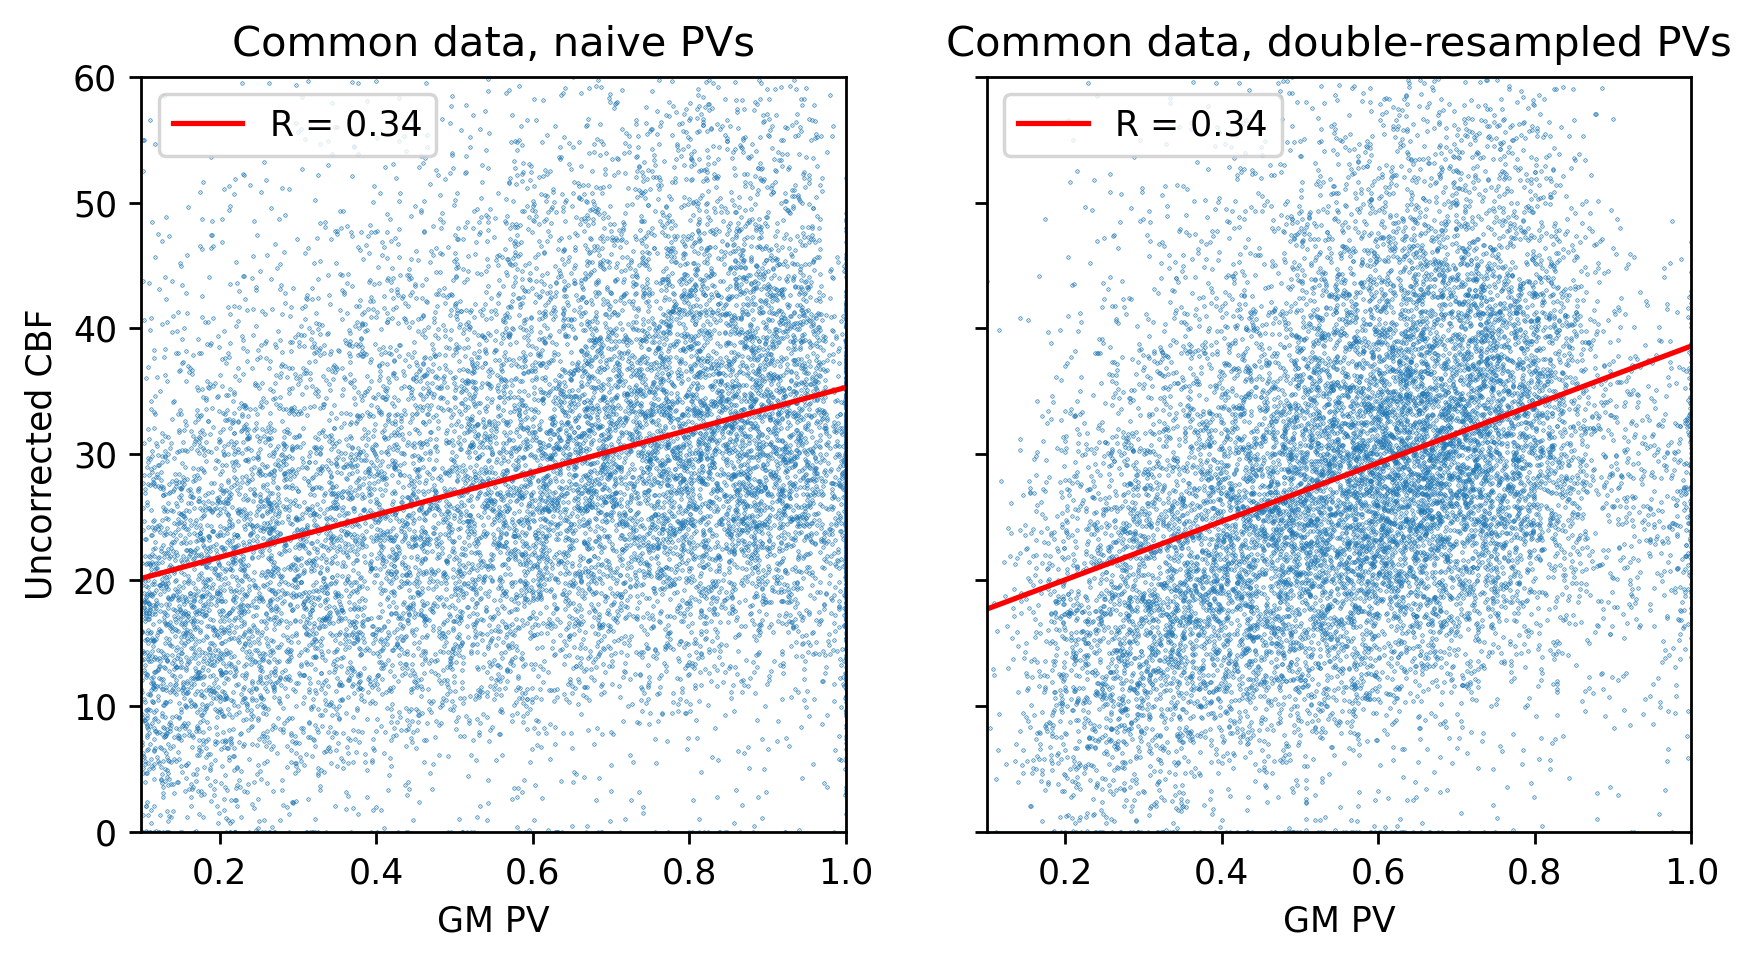 Common data, naive PVs
Common data, double-resampled PVs
R = 0.34
R = 0.34
Uncorrected CBF
60
50
40
30
20
10
0
0.2 0.4 0.6 0.8 1.0
0.2 0.4 0.6 0.8 1.0
GM PV
GM PV